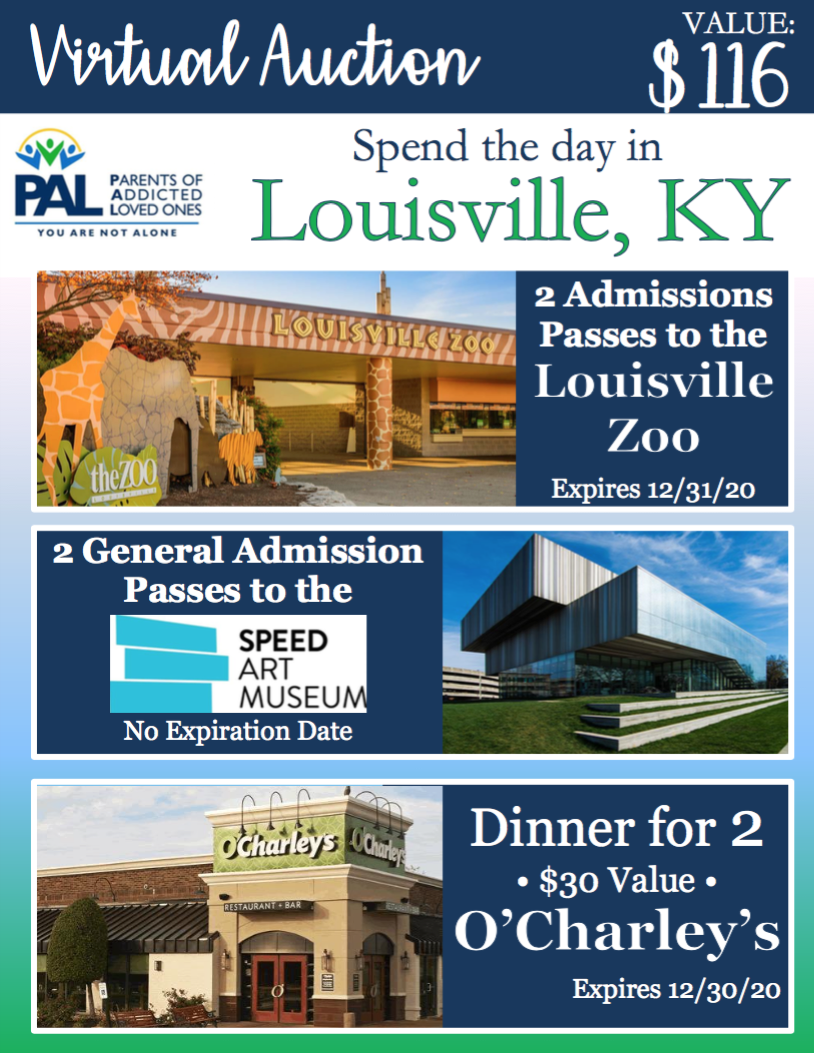 Virtual Auction
VALUE:
$116
PAL
PARENTS OF
ADDICTED
LOVED ONES
YOU ARE NOT ALONE
Spend the day in
Louisville, KY
LOUISVILLE ZOO
theZOO
2 Admissions
Passes to the
Louisville
Zoo
Expires 12/31/20
2 General Admission
Passes to the
SPEED
ART
MUSEUM
No Expiration Date
O'Charley's
O'Charley's
RESTAURANT + BAR
Dinner for 2
• $30 Value •
O'Charley's
Expires 12/30/20